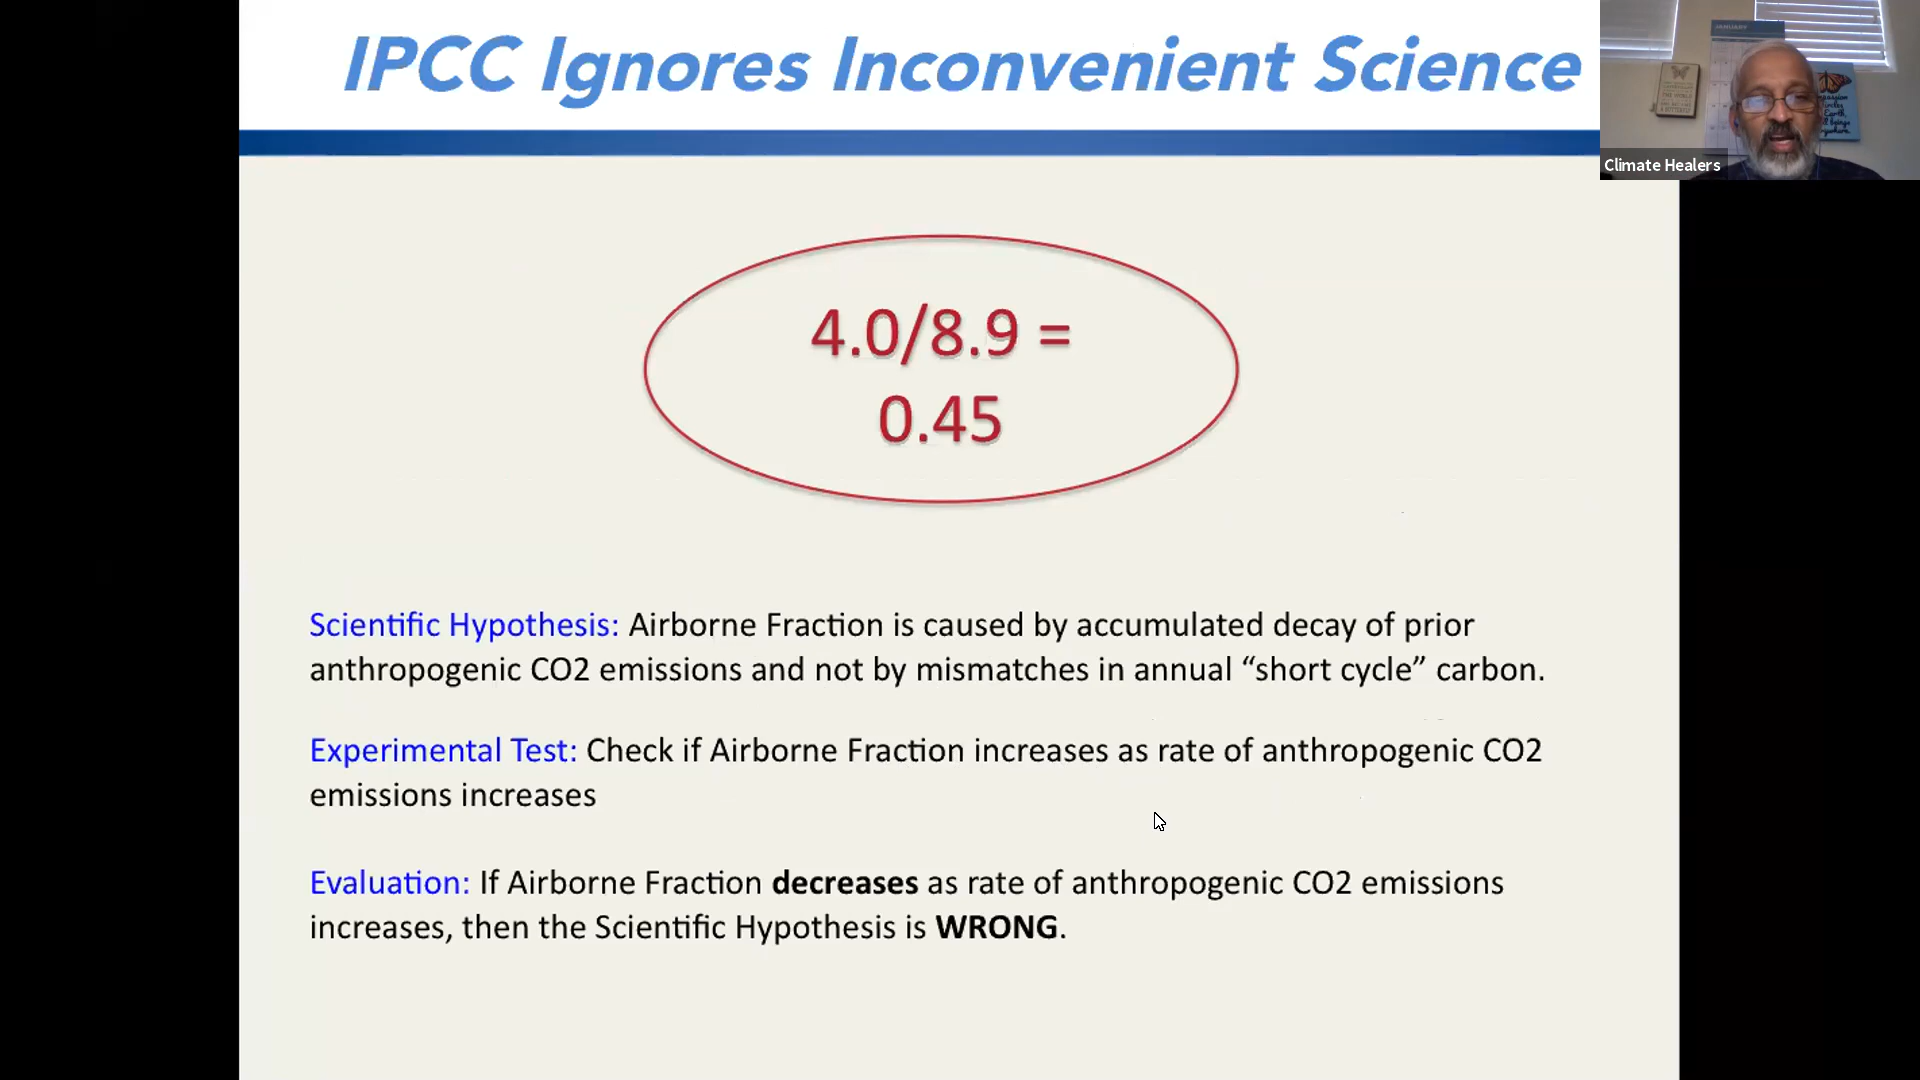 IPCC Ignores Inconvenient Science
JANUARY
Climate Healers
4.0/8.9 =
0.45
Scientific Hypothesis: Airborne Fraction is caused by accumulated decay of prior
anthropogenic CO2 emissions and not by mismatches in annual “short cycle” carbon.
Experimental Test: Check if Airborne Fraction increases as rate of anthropogenic CO2
emissions increases
Evaluation: If Airborne Fraction decreases as rate of anthropogenic CO2 emissions
increases, then the Scientific Hypothesis is WRONG.